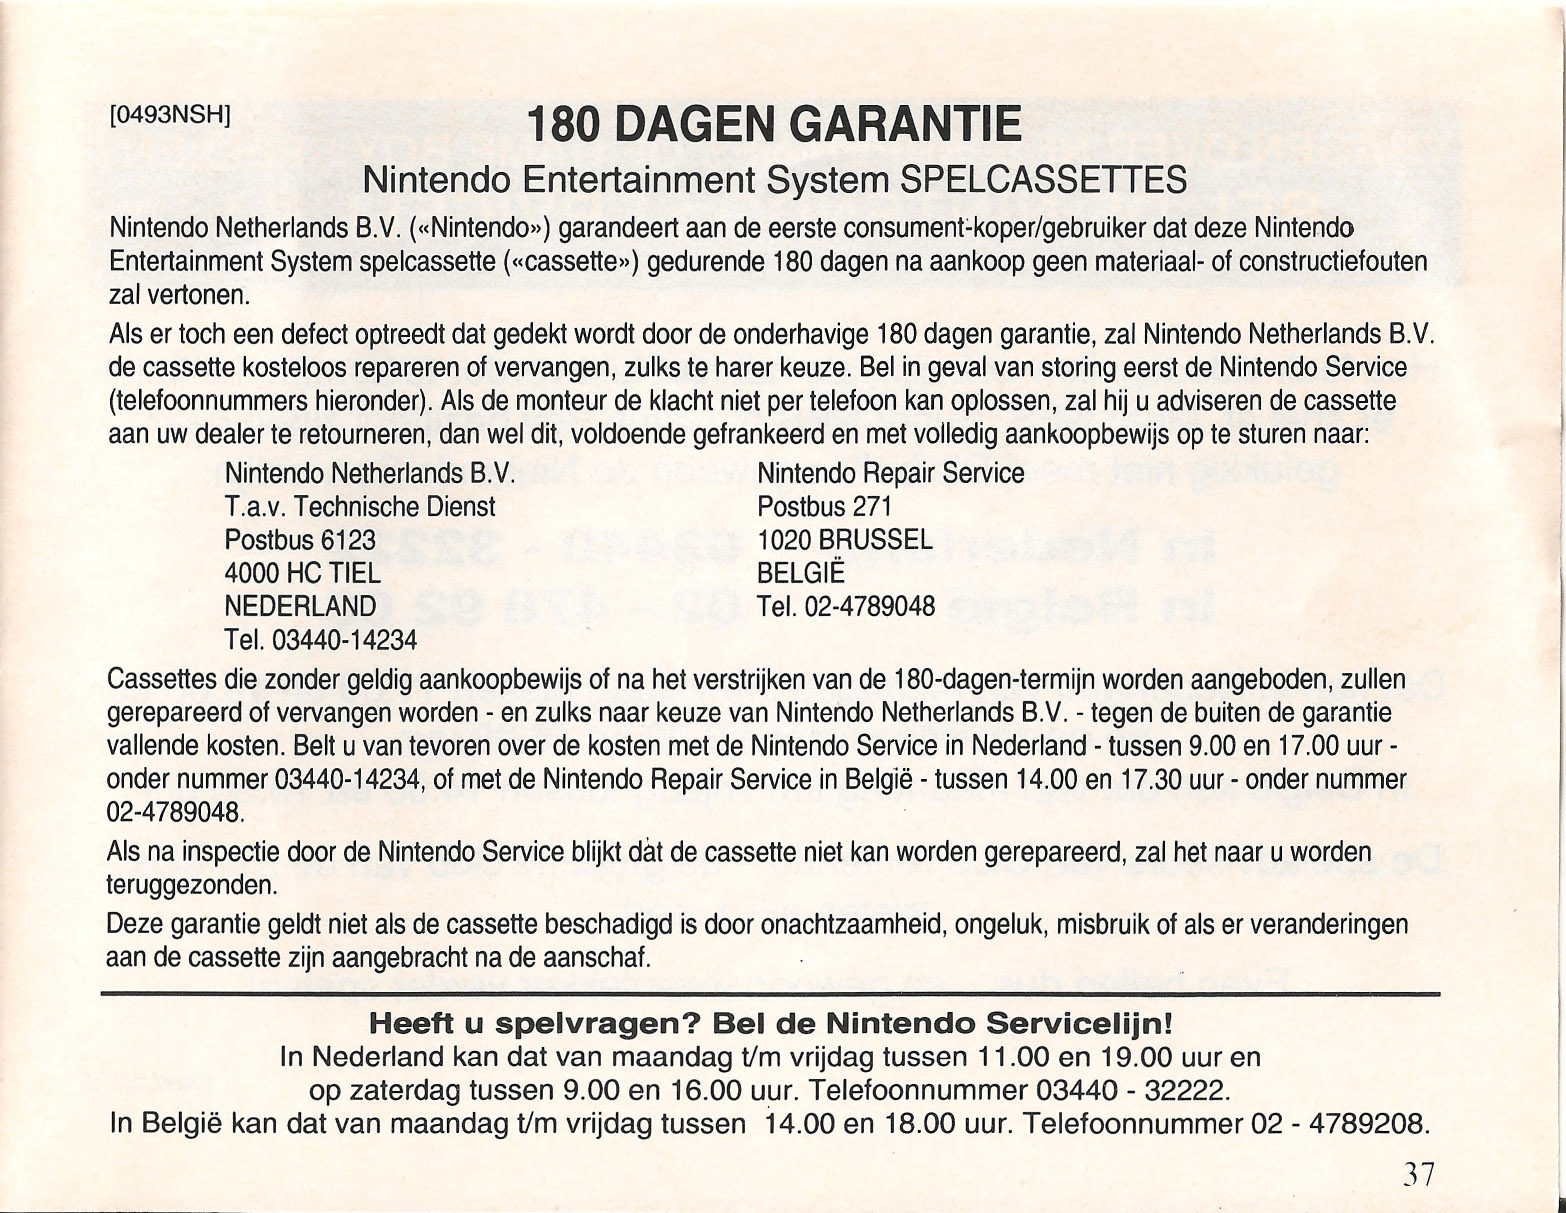 [0493NSH]
180 DAGEN GARANTIE
Nintendo Entertainment System SPELCASSETTES
Nintendo Netherlands B.V. («Nintendo») garandeert aan de eerste consument-koper/gebruiker dat deze Nintendo
Entertainment System spelcassette («cassette») gedurende 180 dagen na aankoop geen materiaal- of constructiefouten
zal vertonen.
Als er toch een defect optreedt dat gedekt wordt door de onderhavige 180 dagen garantie, zal Nintendo Netherlands B.V.
de cassette kosteloos repareren of vervangen, zulks te harer keuze. Bel in geval van storing eerst de Nintendo Service
(telefoonnummers hieronder). Als de monteur de klacht niet per telefoon kan oplossen, zal hij u adviseren de cassette
aan uw dealer te retourneren, dan wel dit, voldoende gefrankeerd en met volledig aankoopbewijs op te sturen naar:
Nintendo Netherlands B.V.
T.a.v. Technische Dienst
Postbus 6123
4000 HC TIEL
NEDERLAND
Tel. 03440-14234
Nintendo Repair Service
Postbus 271
1020 BRUSSEL
BELGIË
Tel. 02-4789048
Cassettes die zonder geldig aankoopbewijs of na het verstrijken van de 180-dagen-termijn worden aangeboden, zullen
gerepareerd of vervangen worden - en zulks naar keuze van Nintendo Netherlands B.V. - tegen de buiten de garantie
vallende kosten. Belt u van tevoren over de kosten met de Nintendo Service in Nederland - tussen 9.00 en 17.00 uur -
onder nummer 03440-14234, of met de Nintendo Repair Service in België - tussen 14.00 en 17.30 uur - onder nummer
02-4789048.
Als na inspectie door de Nintendo Service blijkt dat de cassette niet kan worden gerepareerd, zal het naar u worden
teruggezonden.
Deze garantie geldt niet als de cassette beschadigd is door onachtzaamheid, ongeluk, misbruik of als er veranderingen
aan de cassette zijn aangebracht na de aanschaf.
Heeft u spelvragen? Bel de Nintendo Servicelijn!
In Nederland kan dat van maandag t/m vrijdag tussen 11.00 en 19.00 uur en
op zaterdag tussen 9.00 en 16.00 uur. Telefoonnummer 03440 - 32222.
In België kan dat van maandag t/m vrijdag tussen 14.00 en 18.00 uur. Telefoonnummer 02 - 4789208.
37